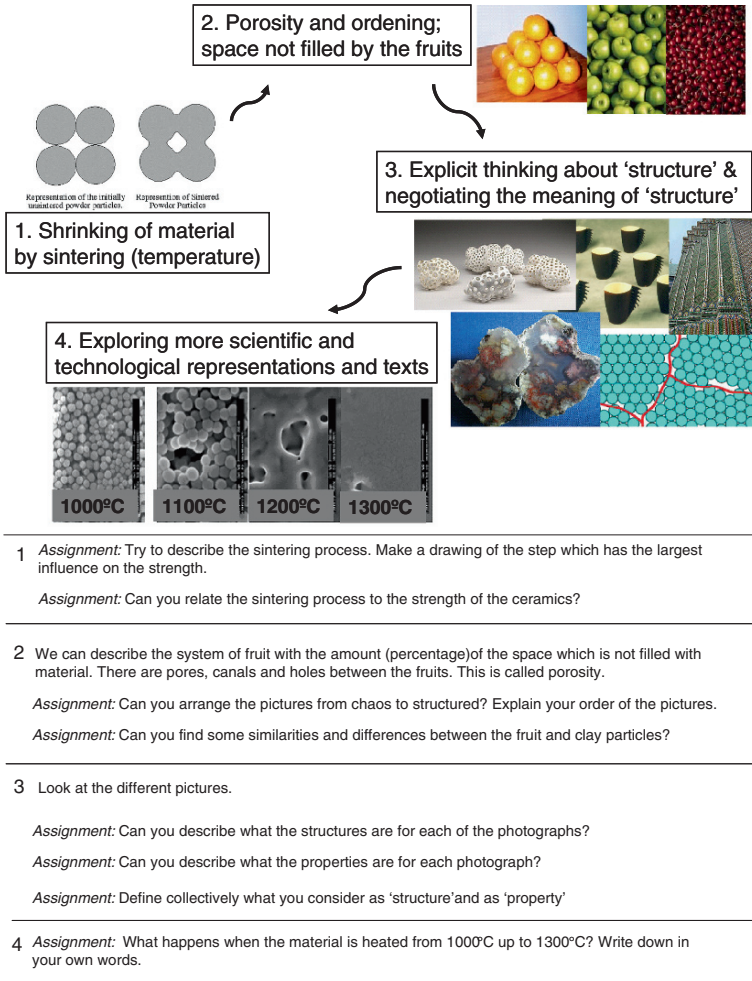 2. Porosity and ordening;
space not filled by the fruits
Representation of the initially
unsintered powder particles.
Represention of Sintered
Powder Particles
1. Shrinking of material
by sintering (temperature)
3. Explicit thinking about ‘structure’ &
negotiating the meaning of ‘structure’
4. Exploring more scientific and
technological representations and texts
1000ºC
1100ºC
1200ºC
1300ºC
1 Assignment: Try to describe the sintering process. Make a drawing of the step which has the largest
influence on the strength.
Assignment: Can you relate the sintering process to the strength of the ceramics?
2 We can describe the system of fruit with the amount (percentage)of the space which is not filled with
material. There are pores, canals and holes between the fruits. This is called porosity.
Assignment: Can you arrange the pictures from chaos to structured? Explain your order of the pictures.
Assignment: Can you find some similarities and differences between the fruit and clay particles?
3 Look at the different pictures.
Assignment: Can you describe what the structures are for each of the photographs?
Assignment: Can you describe what the properties are for each photograph?
Assignment: Define collectively what you consider as ‘structure’and as ‘property’
4 Assignment: What happens when the material is heated from 1000°C up to 1300°C? Write down in
your own words.